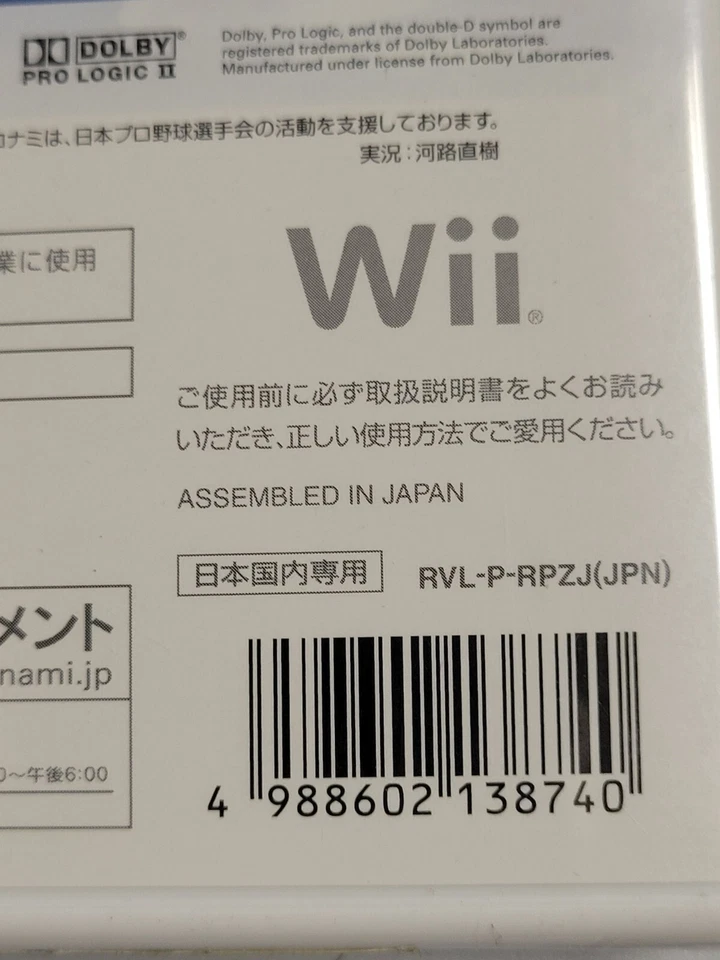 DOLBY®
PRO LOGIC II
Dolby, Pro Logic, and the double-D symbol are
registered trademarks of Dolby Laboratories.
Manufactured under license from Dolby Laboratories.
ナミは、日本プロ野球選手会の活動を支援しております。
実況：河路直樹
業に使用
Wii®
ご使用前に必ず取扱説明書をよくお読み
いただき、正しい使用方法でご愛用ください。
ASSEMBLED IN JAPAN
日本国内専用
RVL-P-RPZJ(JPN)
メント
nami.jp
0～午後6:00
4 988602 138740